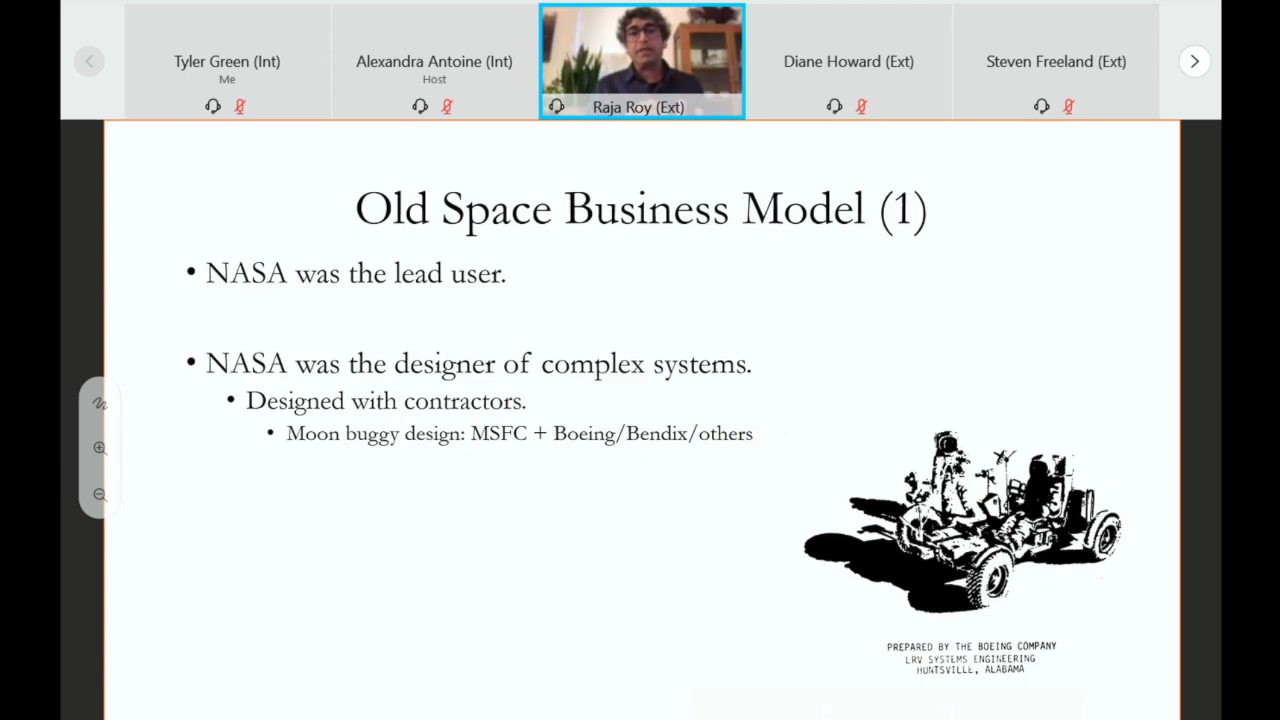 Tyler Green (Int)
Me
Alexandra Antoine (Int)
Host
Raja Roy (Ext)
Diane Howard (Ext)
Steven Freeland (Ext)
Old Space Business Model (1)
• NASA was the lead user.
• NASA was the designer of complex systems.
• Designed with contractors.
• Moon buggy design: MSFC + Boeing/Bendix/others
PREPARED BY THE BOEING COMPANY
LRV SYSTEMS ENGINEERING
HUNTSVILLE, ALABAMA